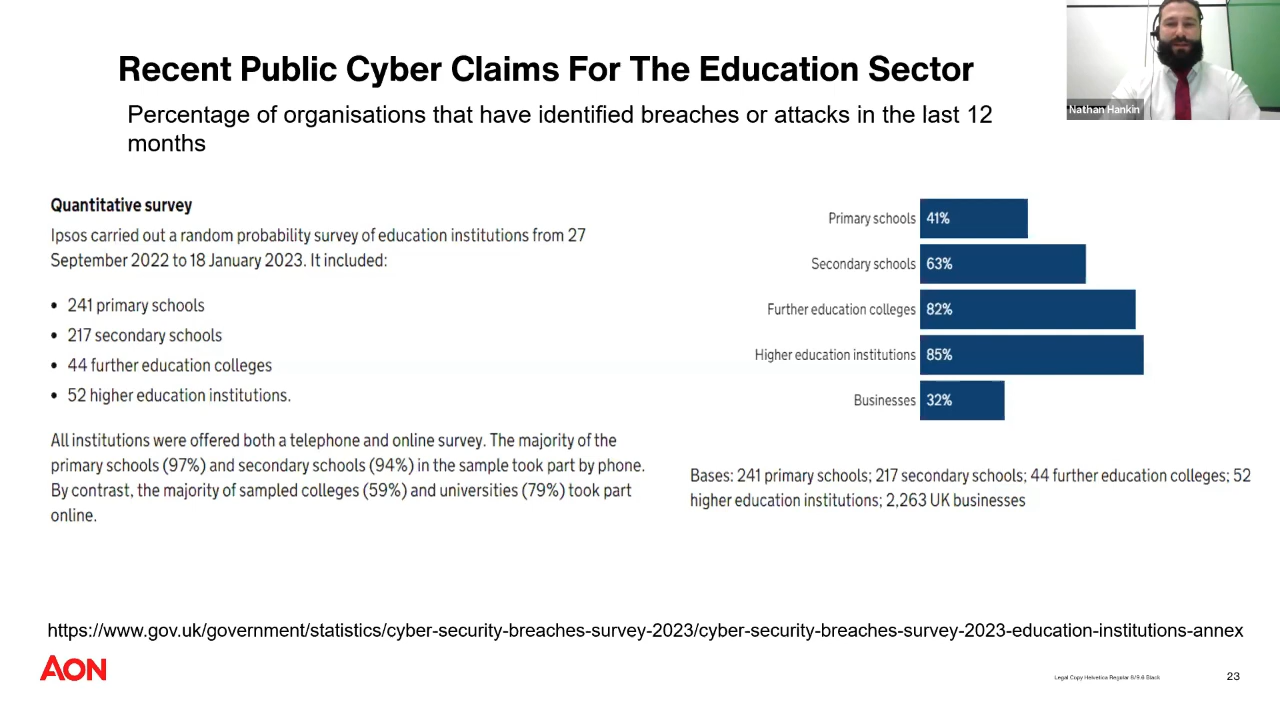 Recent Public Cyber Claims For The Education Sector
Percentage of organisations that have identified breaches or attacks in the last 12
months
Nathan Hankin
Quantitative survey
Ipsos carried out a random probability survey of education institutions from 27
September 2022 to 18 January 2023. It included:
• 241 primary schools
• 217 secondary schools
• 44 further education colleges
• 52 higher education institutions.
All institutions were offered both a telephone and online survey. The majority of the
primary schools (97%) and secondary schools (94%) in the sample took part by phone.
By contrast, the majority of sampled colleges (59%) and universities (79%) took part
online.
Primary schools 41%
Secondary schools 63%
Further education colleges 82%
Higher education institutions 85%
Businesses 32%
Bases: 241 primary schools; 217 secondary schools; 44 further education colleges; 52
higher education institutions; 2,263 UK businesses
https://www.gov.uk/government/statistics/cyber-security-breaches-survey-2023/cyber-security-breaches-survey-2023-education-institutions-annex
AON
Legal Copy Helvetica Regular 8/9.6 Black
23